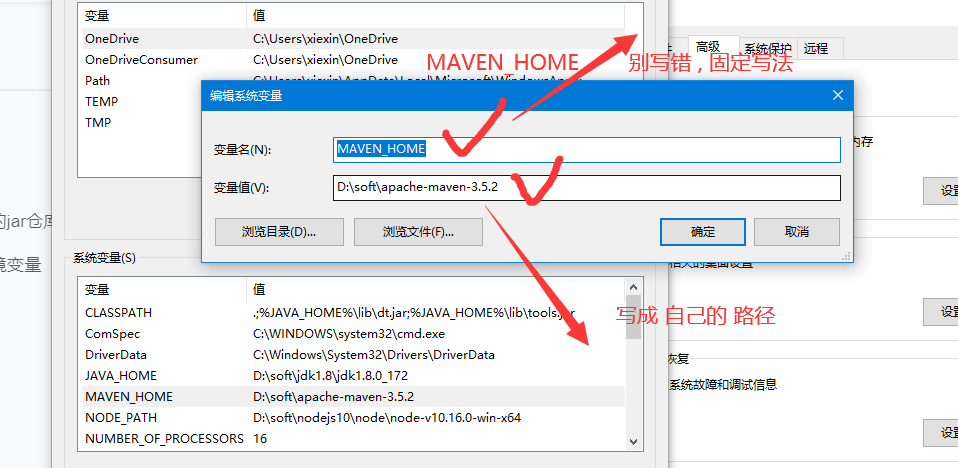 变量 值
OneDrive C:\Users\xiexin\OneDrive
OneDriveConsumer C:\Users\xiexin\OneDrive
Path
TEMP
TMP
MAVEN_HOME
别写错 , 固定写法
高级 系统保护 远程
编辑系统变量
变量名(N): MAVEN_HOME
变量值(V): D:\soft\apache-maven-3.5.2
浏览目录(D)... 浏览文件(F)... 确定 取消
内存
设置
jar仓库
境变量
系统变量(S)
变量 值
CLASSPATH .;%JAVA_HOME%\lib\dt.jar;%JAVA_HOME%\lib\tools.jar
ComSpec C:\WINDOWS\system32\cmd.exe
DriverData C:\Windows\System32\Drivers\DriverData
JAVA_HOME D:\soft\jdk1.8\jdk1.8.0_172
MAVEN_HOME D:\soft\apache-maven-3.5.2
NODE_PATH D:\soft\nodejs10\node\node-v10.16.0-win-x64
NUMBER_OF_PROCESSORS 16
写成 自己的 路径
相关的桌面设置
设置
恢复
系统故障和调试信息
设置